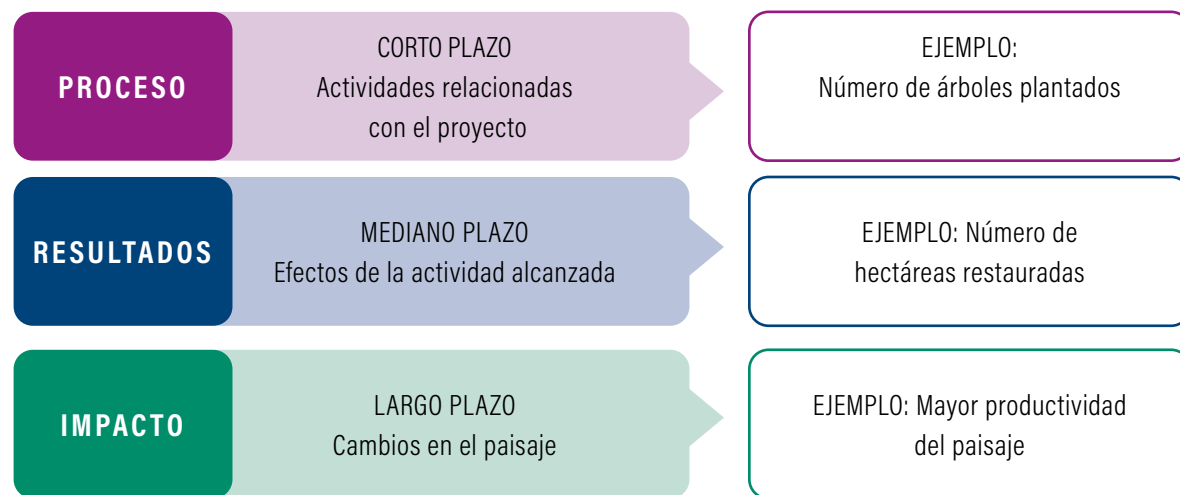 PROCESO
CORTO PLAZO
Actividades relacionadas
con el proyecto
EJEMPLO:
Número de árboles plantados
RESULTADOS
MEDIANO PLAZO
Efectos de la actividad alcanzada
EJEMPLO: Número de
hectáreas restauradas
IMPACTO
LARGO PLAZO
Cambios en el paisaje
EJEMPLO: Mayor productividad
del paisaje